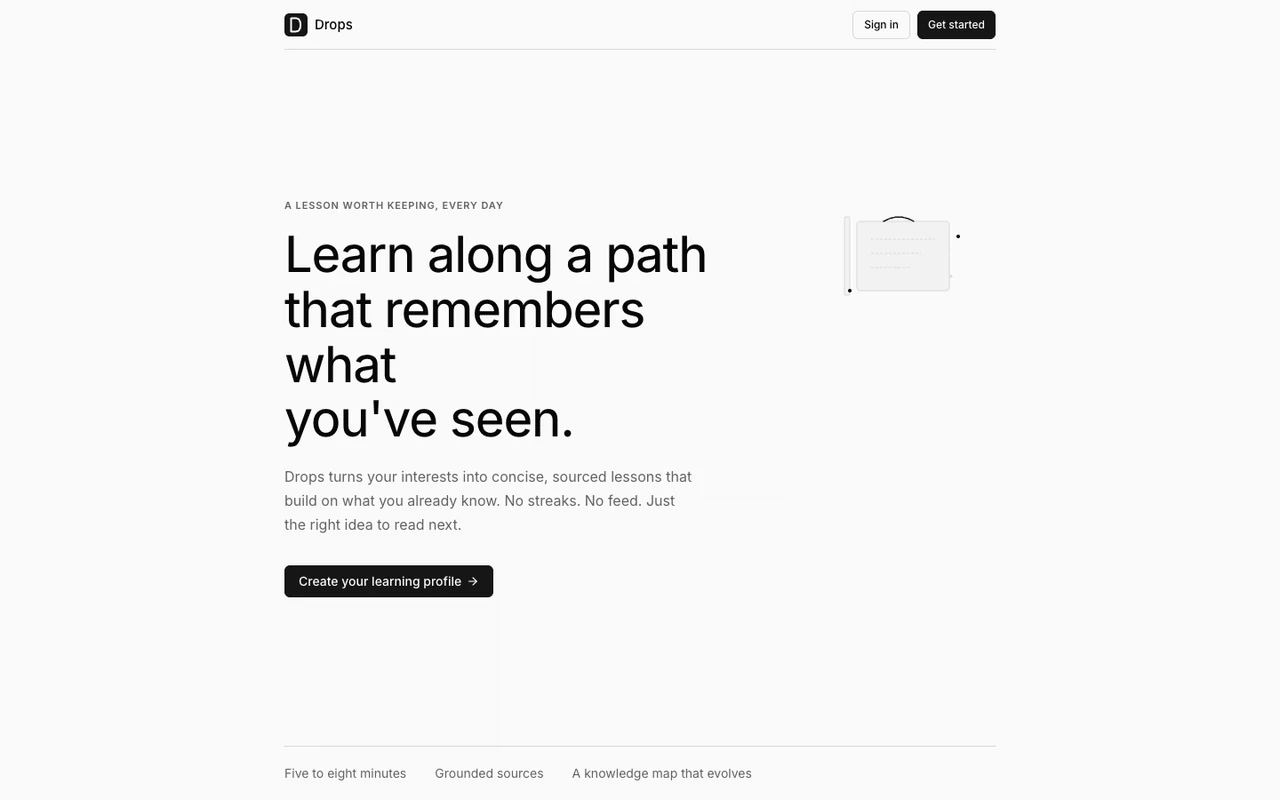 D Drops
Sign in
Get started
A LESSON WORTH KEEPING, EVERY DAY
Learn along a path
that remembers
what
you've seen.
Drops turns your interests into concise, sourced lessons that
build on what you already know. No streaks. No feed. Just
the right idea to read next.
Create your learning profile →
Five to eight minutes
Grounded sources
A knowledge map that evolves